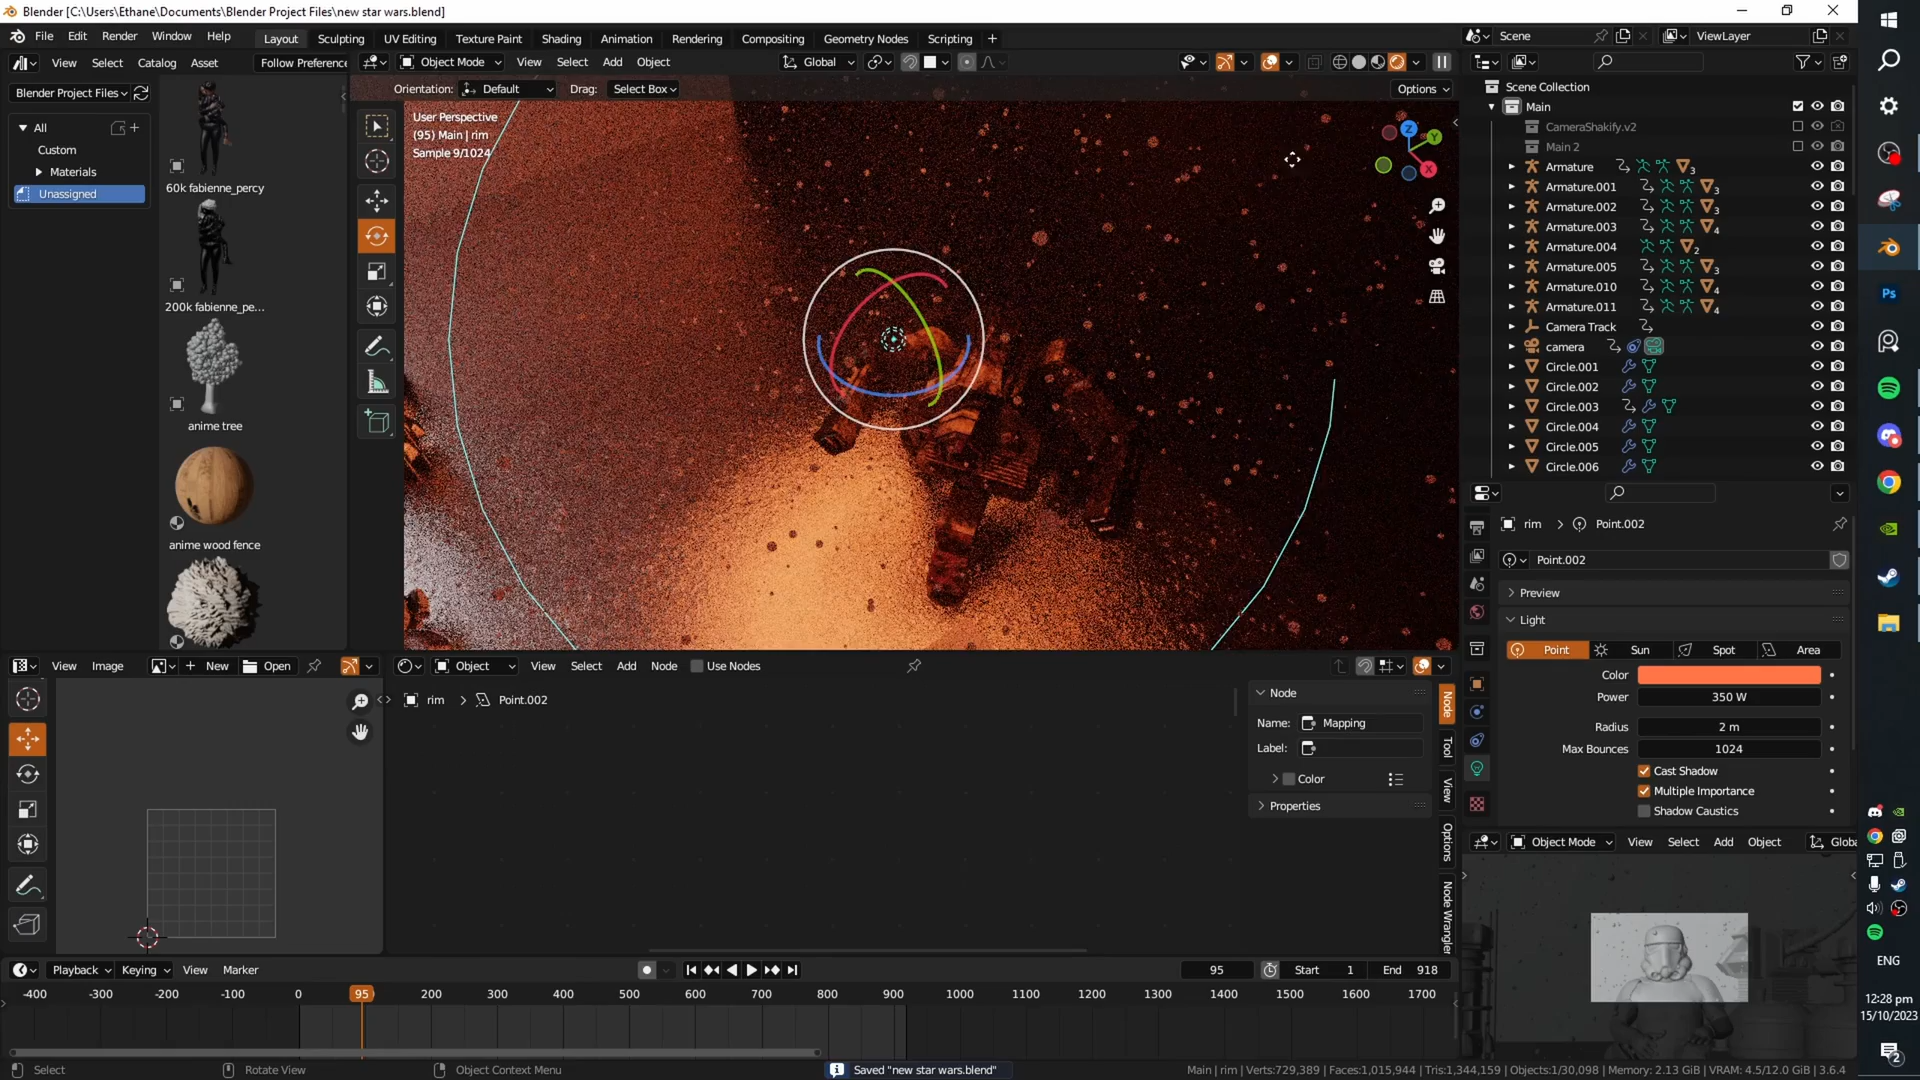 Blender [C:\Users\Ethane\Documents\Blender Project Files\new star wars.blend]
File Edit Render Window Help Layout Sculpting UV Editing Texture Paint Shading Animation Rendering Compositing Geometry Nodes Scripting + Scene ViewLayer
View Select Catalog Asset Follow Preference Object Mode View Select Add Object Global
Blender Project Files Orientation: Default Drag: Select Box Options
All
Custom
Materials
Unassigned
60k fabienne_percy
200k fabienne_pe...
anime tree
anime wood fence
User Perspective
(95) Main | rim
Sample 9/1024
Z
Y
X
Scene Collection
Main
CameraShakify.v2
Main 2
Armature 3
Armature.001 3
Armature.002 3
Armature.003 4
Armature.004 2
Armature.005 3
Armature.010 4
Armature.011 4
Camera Track
camera
Circle.001
Circle.002
Circle.003
Circle.004
Circle.005
Circle.006
rim > Point.002
Point.002
Preview
Light
Point Sun Spot Area
Color
Power 350 W
Radius 2 m
Max Bounces 1024
Cast Shadow
Multiple Importance
Shadow Caustics
Object Mode View Select Add Object Globa
View Image New Open Object View Select Add Node Use Nodes
rim > Point.002
Node
Name: Mapping
Label:
Color
Properties
Node
Tool
View
Options
Node Wrangler
Playback Keying View Marker 95 Start 1 End 918
-400 -300 -200 -100 0 95 200 300 400 500 600 700 800 900 1000 1100 1200 1300 1400 1500 1600 1700
Select Rotate View Object Context Menu Saved "new star wars.blend" Main | rim | Verts:729,389 | Faces:1,015,944 | Tris:1,344,159 | Objects:1/30,098 | Memory: 2.13 GiB | VRAM: 4.5/12.0 GiB | 3.6.4
Ps
ENG
12:28 pm
15/10/2023
2